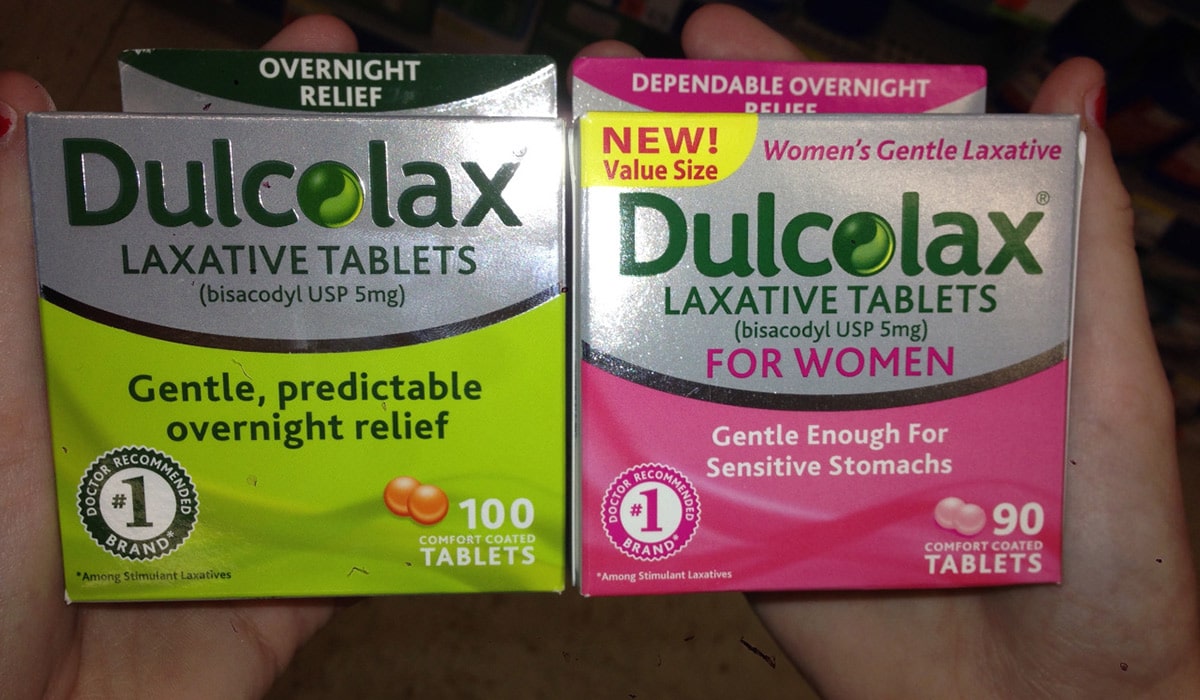 OVERNIGHT
RELIEF
Dulcolax
LAXATIVE TABLETS
(bisacodyl USP 5mg)
Gentle, predictable
overnight relief
DOCTOR RECOMMENDED
#1
BRAND*
100
COMFORT COATED
TABLETS
*Among Stimulant Laxatives
DEPENDABLE OVERNIGHT
RELIEF
NEW!
Value Size
Women's Gentle Laxative
Dulcolax®
LAXATIVE TABLETS
(bisacodyl USP 5mg)
FOR WOMEN
Gentle Enough For
Sensitive Stomachs
DOCTOR RECOMMENDED
#1
BRAND*
90
COMFORT COATED
TABLETS
*Among Stimulant Laxatives